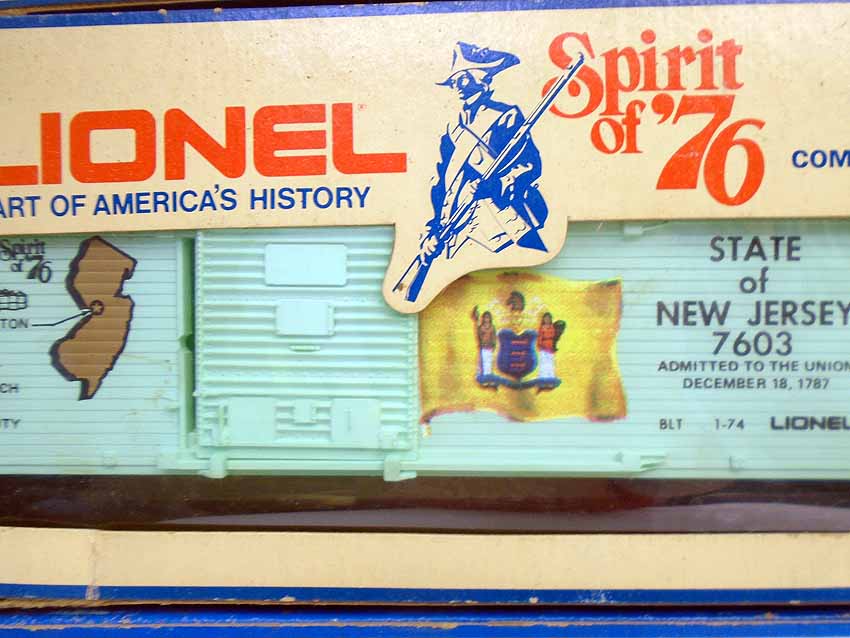 LIONEL
ART OF AMERICA'S HISTORY
Spirit
of '76
COM
Spirit
of '76
TON
CH
TY
STATE
of
NEW JERSEY
7603
ADMITTED TO THE UNION
DECEMBER 18, 1787
BLT 1-74 LIONEL